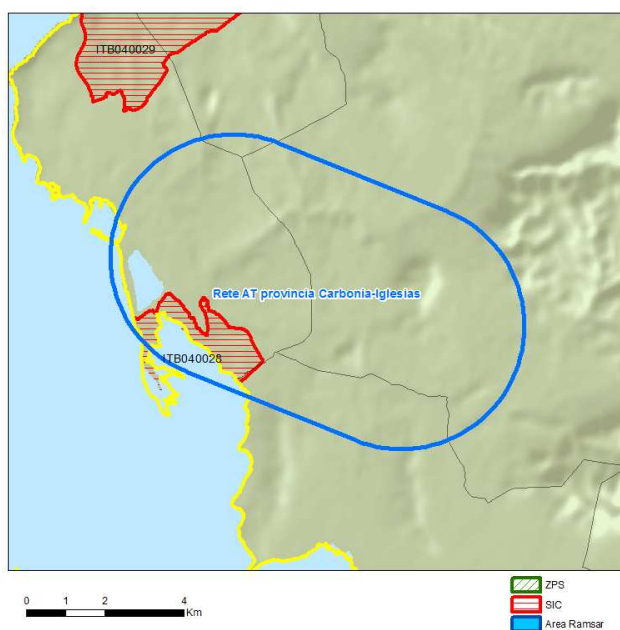 ITB040029
Rete AT provincia Carbonia-Iglesias
ITB040028
0 1 2 4
Km
ZPS
SIC
Area Ramsar